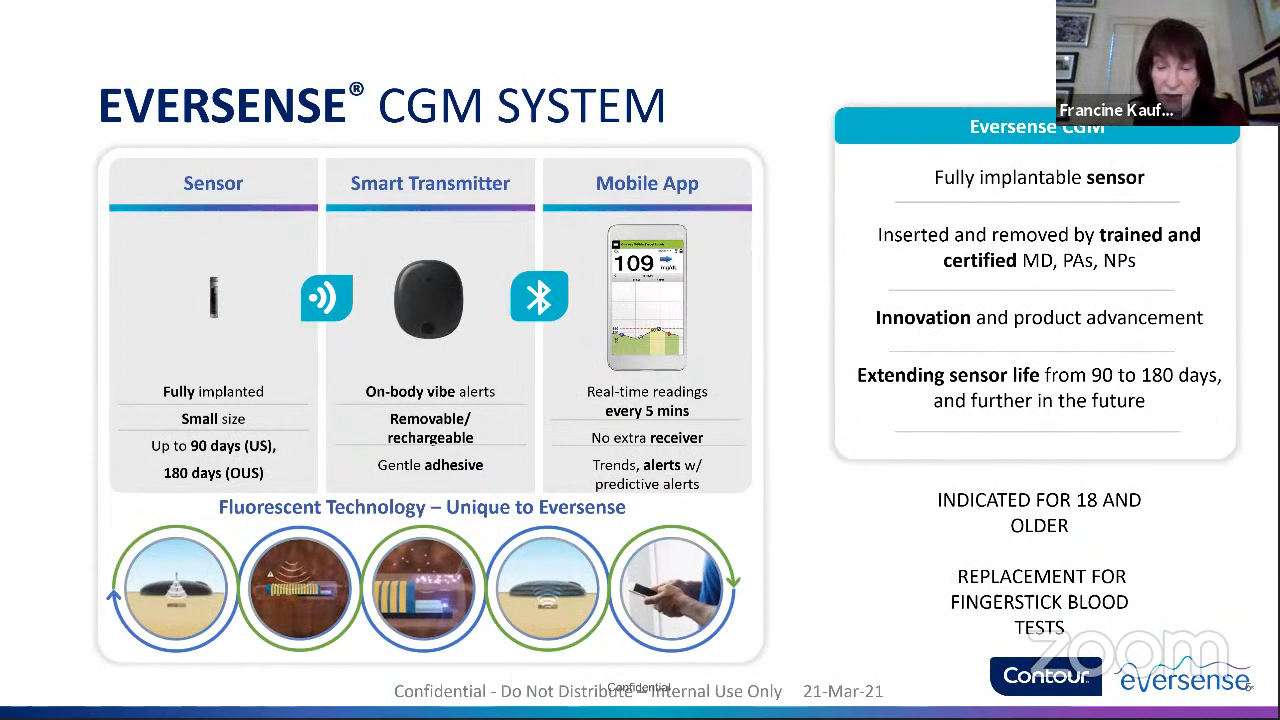 EVERSENSE® CGM SYSTEM
Francine Kauf...
Sensor
Smart Transmitter
Mobile App
109
mg/dL
Fully implanted
Small size
Up to 90 days (US),
180 days (OUS)
On-body vibe alerts
Removable/
rechargeable
Gentle adhesive
Real-time readings
every 5 mins
No extra receiver
Trends, alerts w/
predictive alerts
Fluorescent Technology – Unique to Eversense
Eversense CGM
Fully implantable sensor
Inserted and removed by trained and
certified MD, PAs, NPs
Innovation and product advancement
Extending sensor life from 90 to 180 days,
and further in the future
INDICATED FOR 18 AND
OLDER
REPLACEMENT FOR
FINGERSTICK BLOOD
TESTS
zoom
Contour
eversense
Confidential - Do Not Distribute – Internal Use Only 21-Mar-21
Confidential